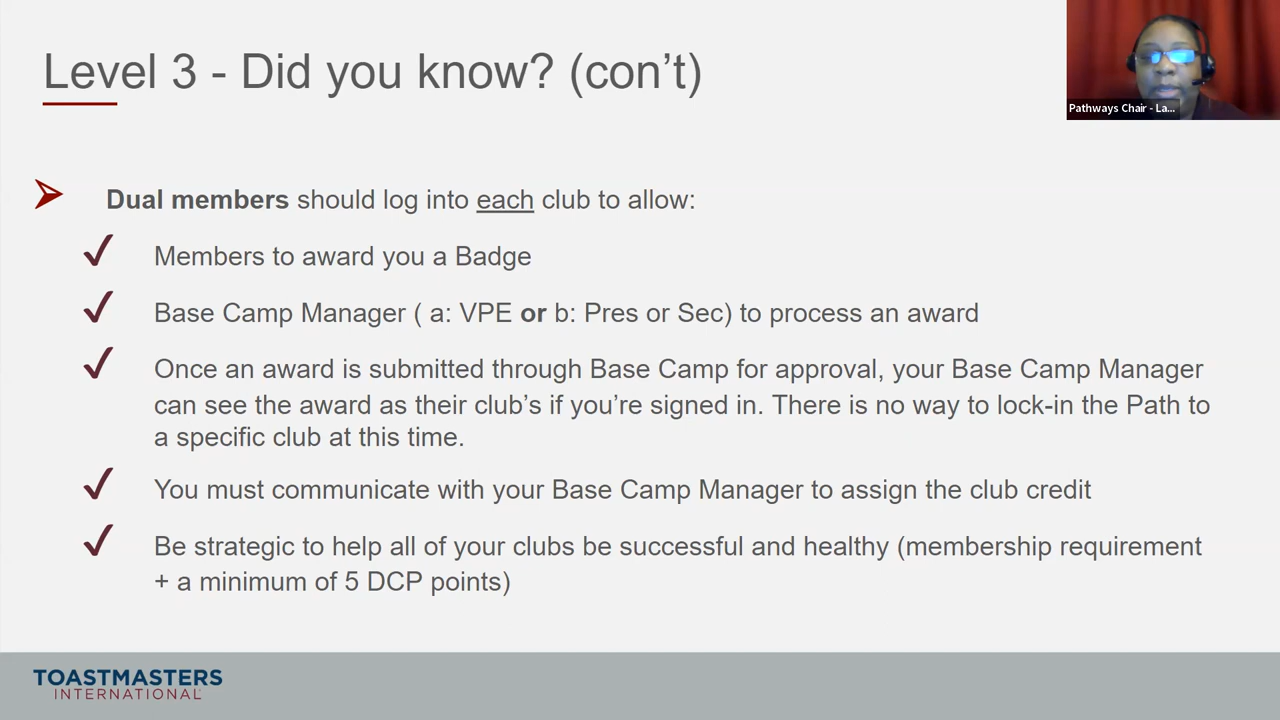 Level 3 - Did you know? (con’t)
Pathways Chair - La...
Dual members should log into each club to allow:
Members to award you a Badge
Base Camp Manager ( a: VPE or b: Pres or Sec) to process an award
Once an award is submitted through Base Camp for approval, your Base Camp Manager
can see the award as their club’s if you’re signed in. There is no way to lock-in the Path to
a specific club at this time.
You must communicate with your Base Camp Manager to assign the club credit
Be strategic to help all of your clubs be successful and healthy (membership requirement
+ a minimum of 5 DCP points)
TOASTMASTERS
INTERNATIONAL